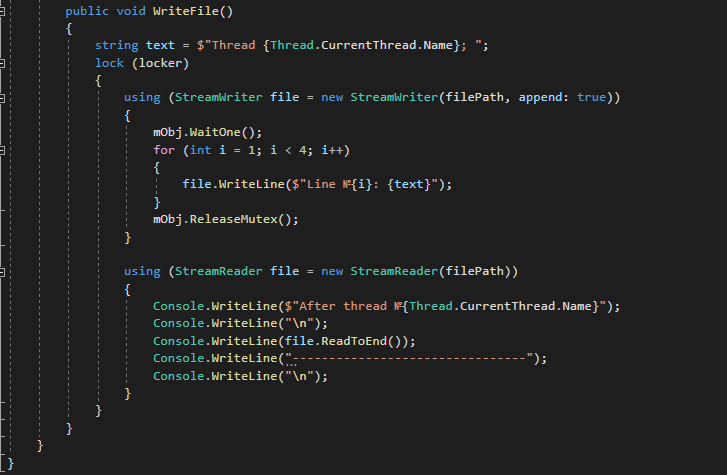 public void WriteFile()
{
string text = $"Thread {Thread.CurrentThread.Name}; ";
lock (locker)
{
using (StreamWriter file = new StreamWriter(filePath, append: true))
{
mObj.WaitOne();
for (int i = 1; i < 4; i++)
{
file.WriteLine($"Line №{i}: {text}");
}
mObj.ReleaseMutex();
}
using (StreamReader file = new StreamReader(filePath))
{
Console.WriteLine($"After thread №{Thread.CurrentThread.Name}");
Console.WriteLine("\n");
Console.WriteLine(file.ReadToEnd());
Console.WriteLine("--------------------------------");
Console.WriteLine("\n");
}
}
}
}
}